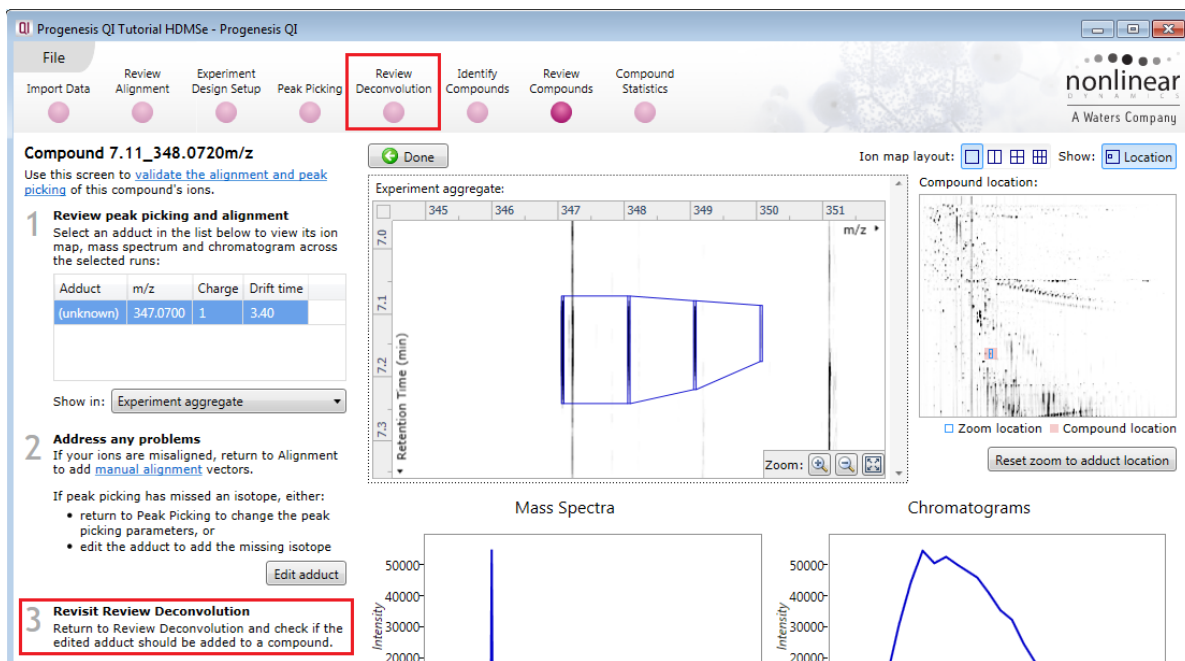 QI Progenesis QI Tutorial HDMSe - Progenesis QI
File
Import Data
Review Alignment
Experiment Design Setup
Peak Picking
Review Deconvolution
Identify Compounds
Review Compounds
Compound Statistics
nonlinear
DYNAMICS
A Waters Company
Compound 7.11_348.0720m/z
Use this screen to validate the alignment and peak
picking of this compound's ions.
1 Review peak picking and alignment
Select an adduct in the list below to view its ion
map, mass spectrum and chromatogram across
the selected runs:
Adduct m/z Charge Drift time
(unknown) 347.0700 1 3.40
Show in: Experiment aggregate
2 Address any problems
If your ions are misaligned, return to Alignment
to add manual alignment vectors.
If peak picking has missed an isotope, either:
• return to Peak Picking to change the peak
picking parameters, or
• edit the adduct to add the missing isotope
Edit adduct
3 Revisit Review Deconvolution
Return to Review Deconvolution and check if the
edited adduct should be added to a compound.
Done
Ion map layout: Show: Location
Experiment aggregate:
345 346 347 348 349 350 351
m/z
7.0
7.1
7.2
7.3
Retention Time (min)
Zoom:
Compound location:
Zoom location Compound location
Reset zoom to adduct location
Mass Spectra
50000
40000
30000
20000
Intensity
Chromatograms
50000
40000
30000
20000
Intensity